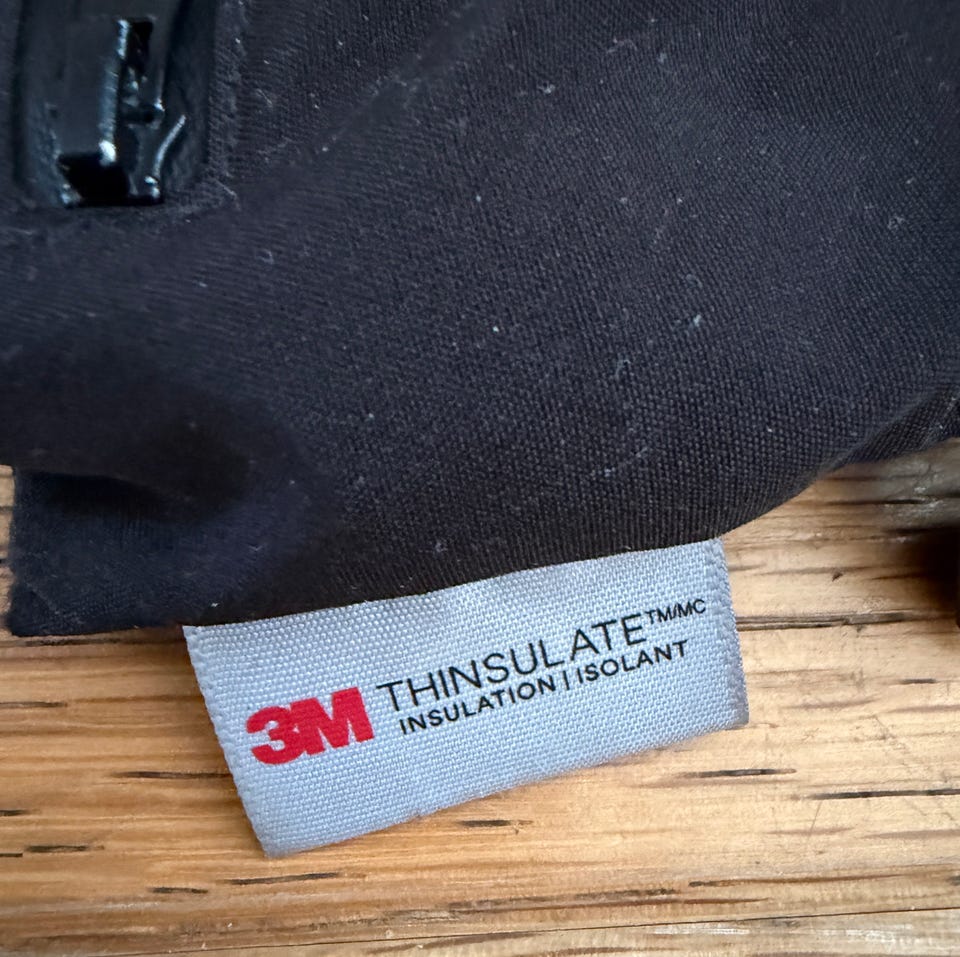 3M THINSULATE™/MC
INSULATION | ISOLANT